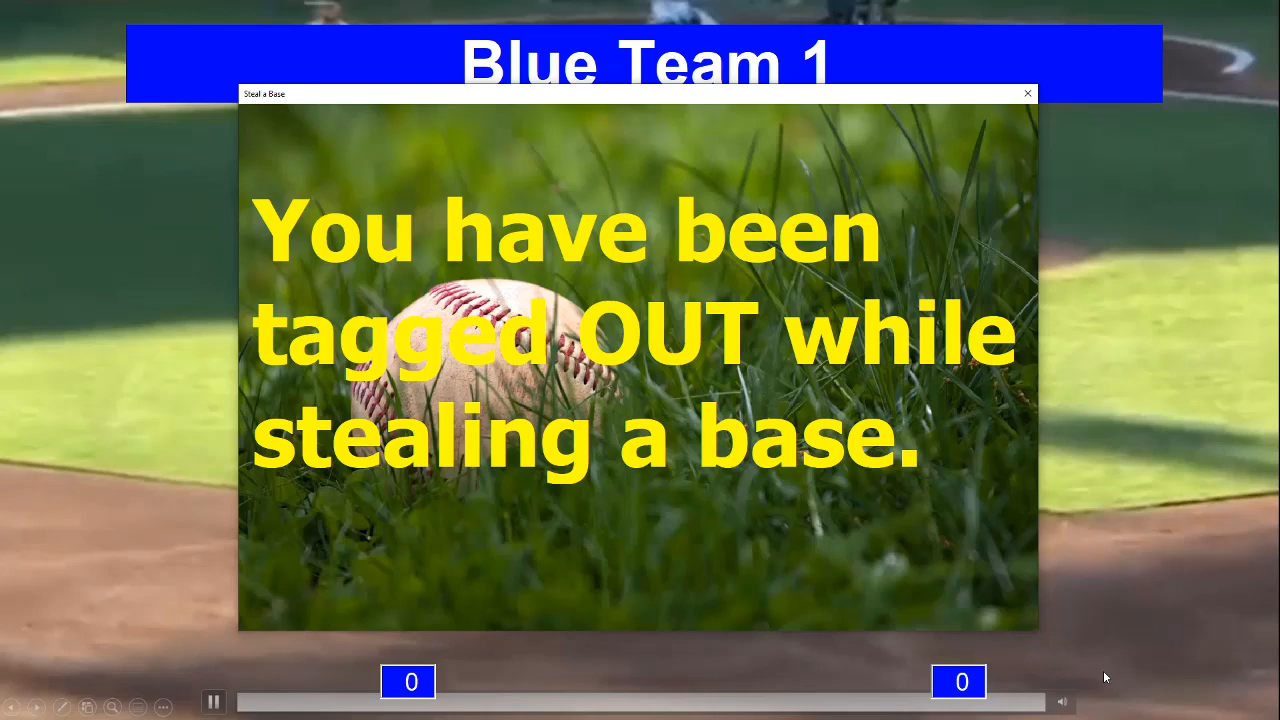 Blue Team 1
Steal a Base
You have been
tagged OUT while
stealing a base.
0
0